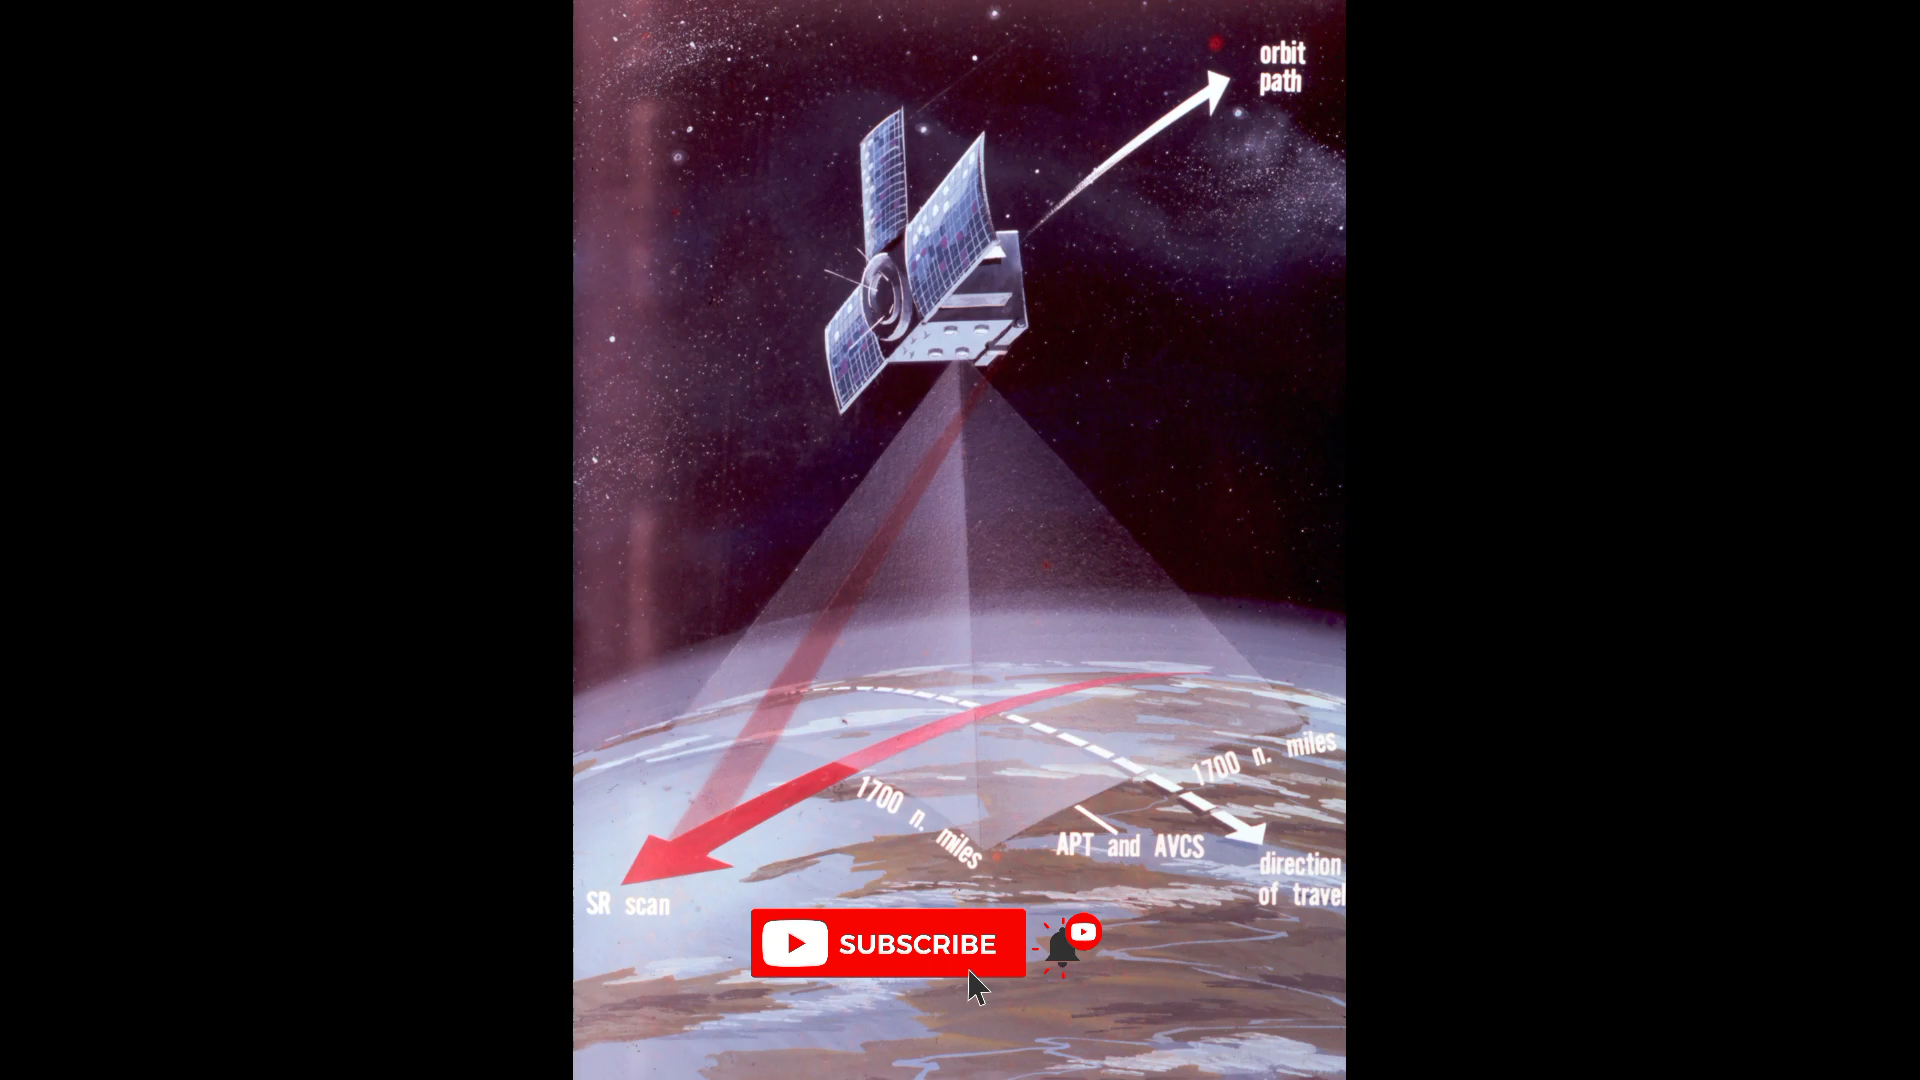 orbit
path
1700 n. miles
1700 n. miles
APT and AVCS
direction
of travel
SR scan
SUBSCRIBE